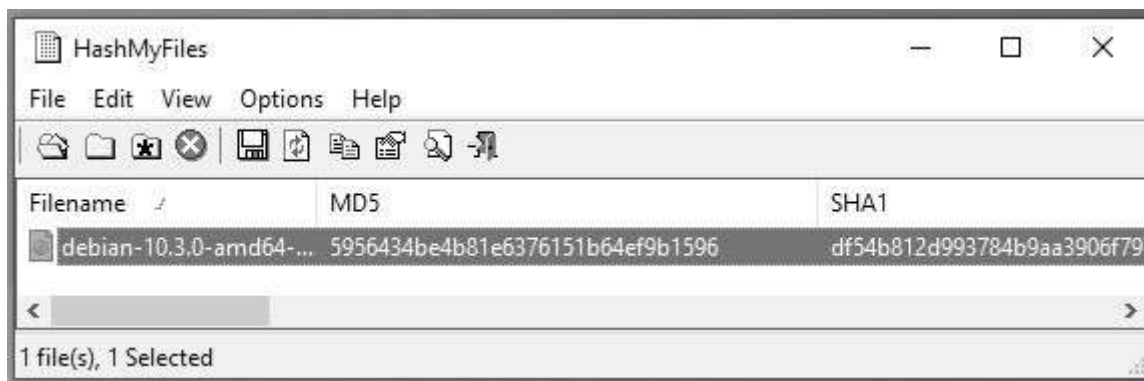 HashMyFiles
File Edit View Options Help
Filename MD5 SHA1
debian-10.3.0-amd64-... 5956434be4b81e6376151b64ef9b1596 df54b812d993784b9aa3906f79
1 file(s), 1 Selected